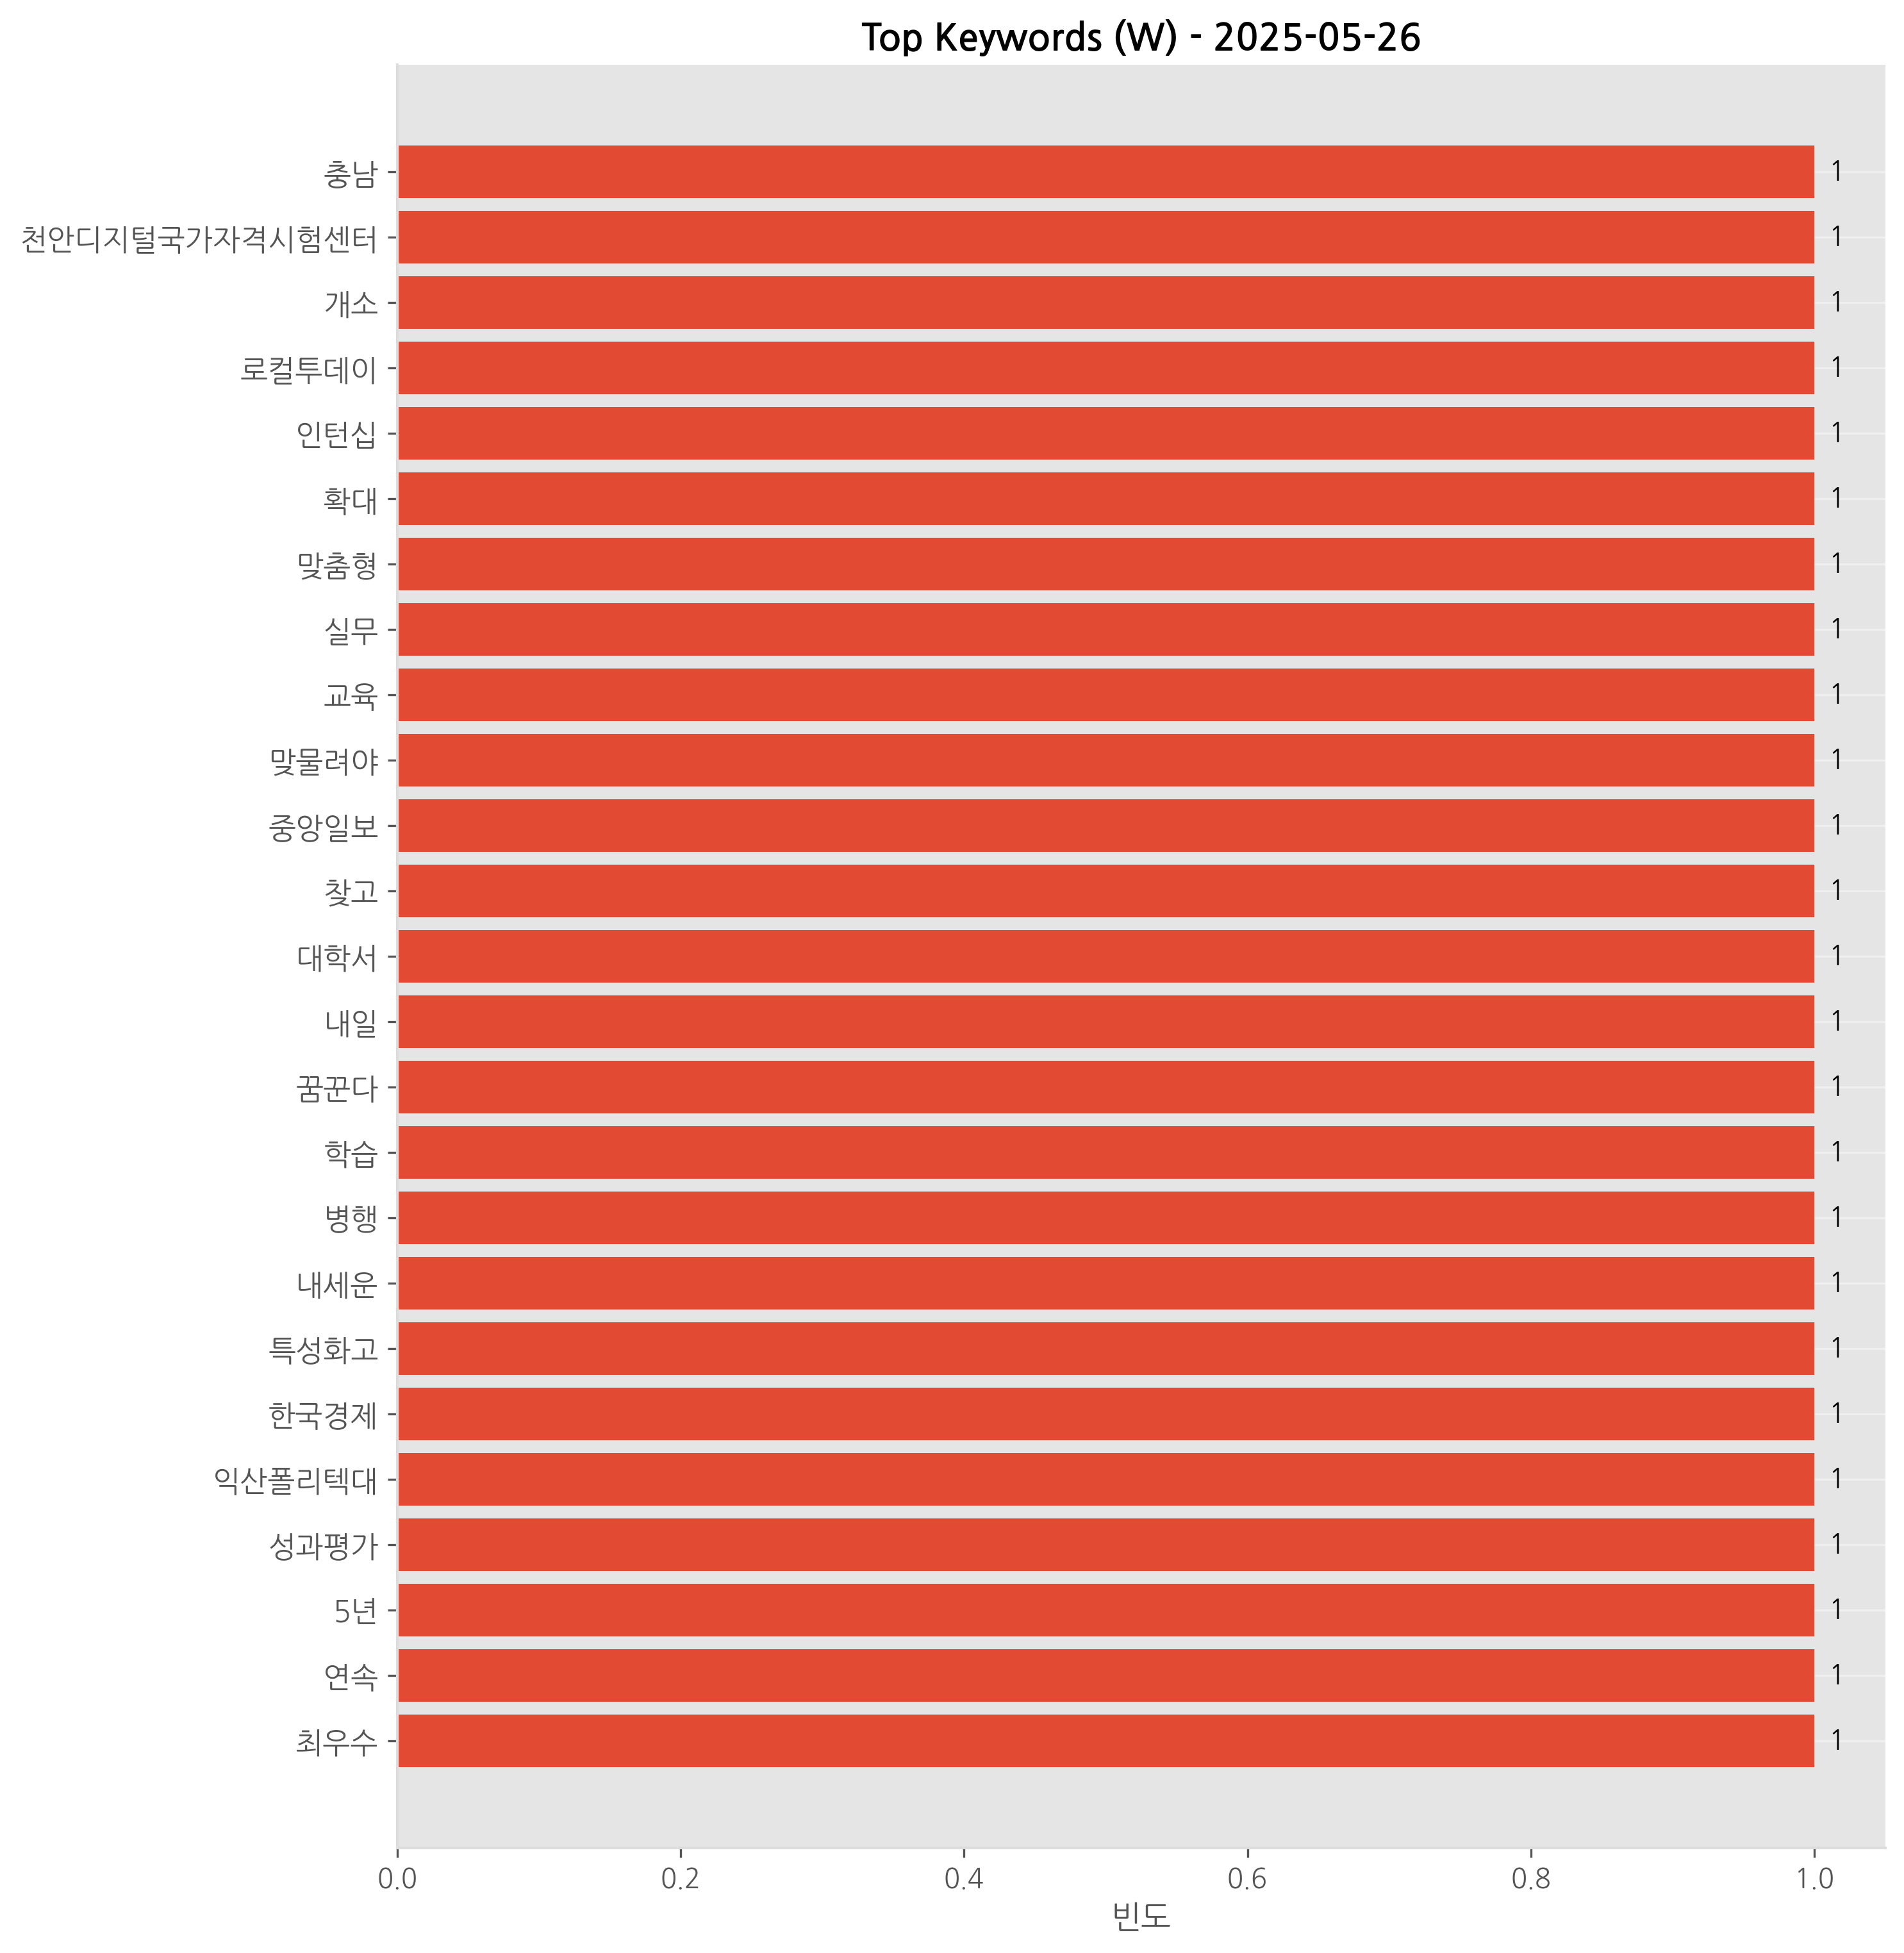 Top Keywords (W) - 2025-05-26
충남 1
천안디지털국가자격시험센터 1
개소 1
로컬투데이 1
인턴십 1
확대 1
맞춤형 1
실무 1
교육 1
맞물려야 1
중앙일보 1
찾고 1
대학서 1
내일 1
꿈꾼다 1
학습 1
병행 1
내세운 1
특성화고 1
한국경제 1
익산폴리텍대 1
성과평가 1
5년 1
연속 1
최우수 1
0.0 0.2 0.4 0.6 0.8 1.0
빈도